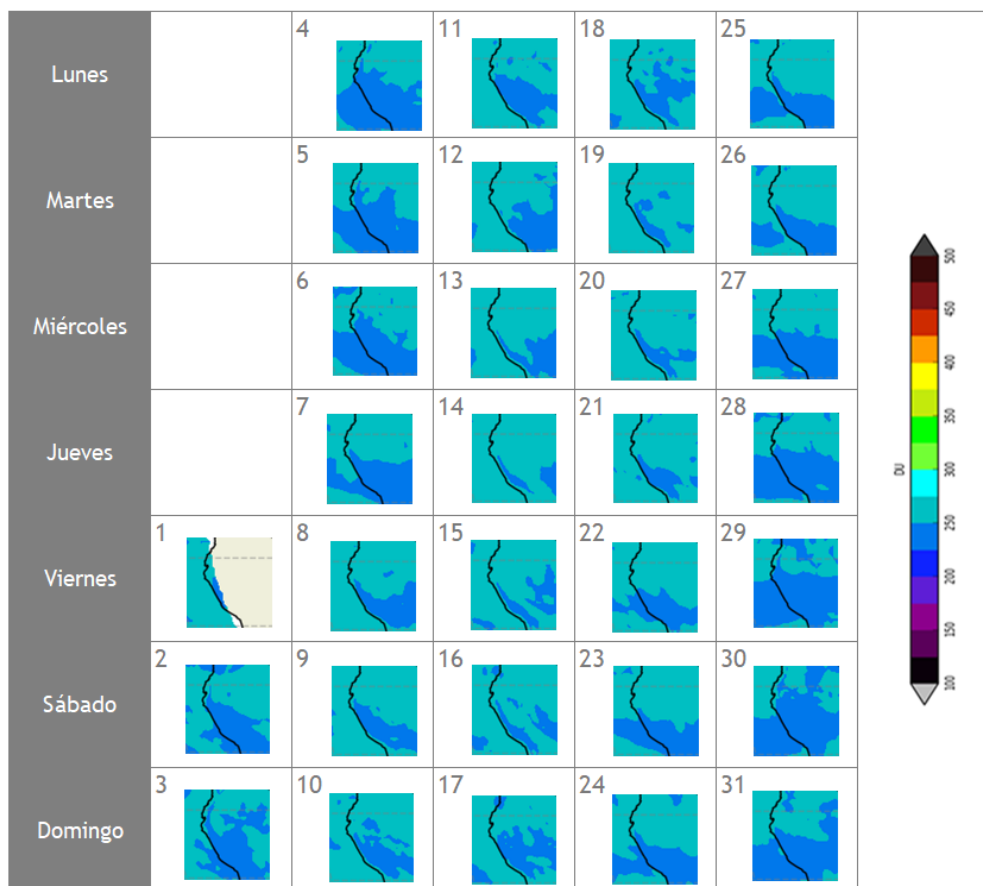 Lunes 4 11 18 25
Martes 5 12 19 26
Miércoles 6 13 20 27
Jueves 7 14 21 28
Viernes 1 8 15 22 29
Sábado 2 9 16 23 30
Domingo 3 10 17 24 31
DU
500
450
400
350
300
250
200
150
100